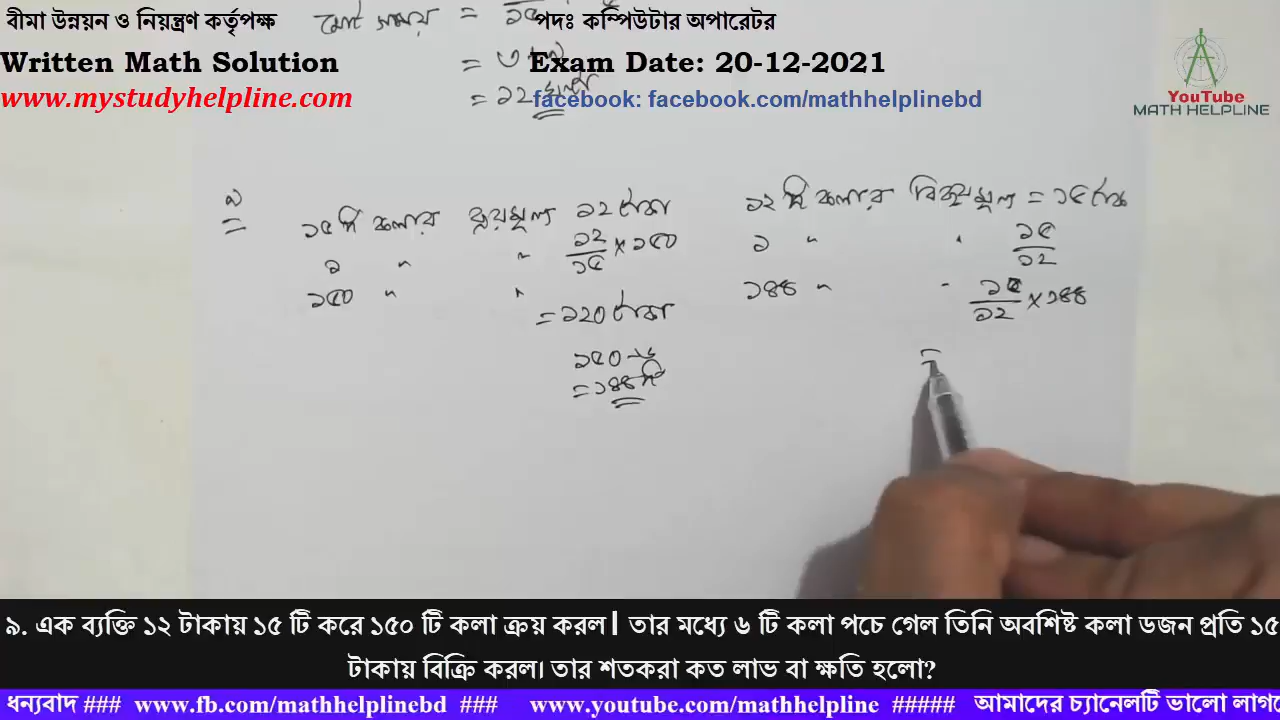 বীমা উন্নয়ন ও নিয়ন্ত্রণ কর্তৃপক্ষ
পদঃ কম্পিউটার অপারেটর
মোট সময় =
Written Math Solution
Exam Date: 20-12-2021
www.mystudyhelpline.com
= ১২ ঘন্টা
facebook: facebook.com/mathhelplinebd
YouTube
MATH HELPLINE
৯
১৫টি কলার ক্রয়মূল্য ১২ টাকা
১ " " ১২/১৫ × ১৫০
১৫০ " "
= ১২০ টাকা
১৫০ - ৬
= ১৪৪ টি
১২টি কলার বিক্রয়মূল্য = ১৫ টাকা
১ " " ১৫/১২
১৪৪ " " ১৫/১২ × ১৪৪
=
৯. এক ব্যক্তি ১২ টাকায় ১৫ টি করে ১৫০ টি কলা ক্রয় করল। তার মধ্যে ৬ টি কলা পচে গেল তিনি অবশিষ্ট কলা ডজন প্রতি ১৫
টাকায় বিক্রি করল। তার শতকরা কত লাভ বা ক্ষতি হলো?
ধন্যবাদ ### www.fb.com/mathhelplinebd ### www.youtube.com/mathhelpline ##### আমাদের চ্যানেলটি ভালো লাগ